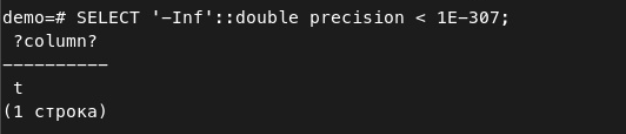 demo=# SELECT '-Inf'::double precision < 1E-307;
?column?
----------
t
(1 строка)